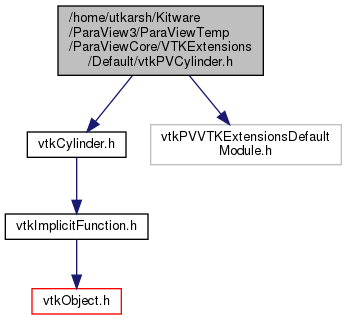 /home/utkarsh/Kitware
/ParaView3/ParaViewTemp
/ParaViewCore/VTKExtensions
/Default/vtkPVCylinder.h
vtkCylinder.h
vtkPVVTKExtensionsDefault
Module.h
vtkImplicitFunction.h
vtkObject.h